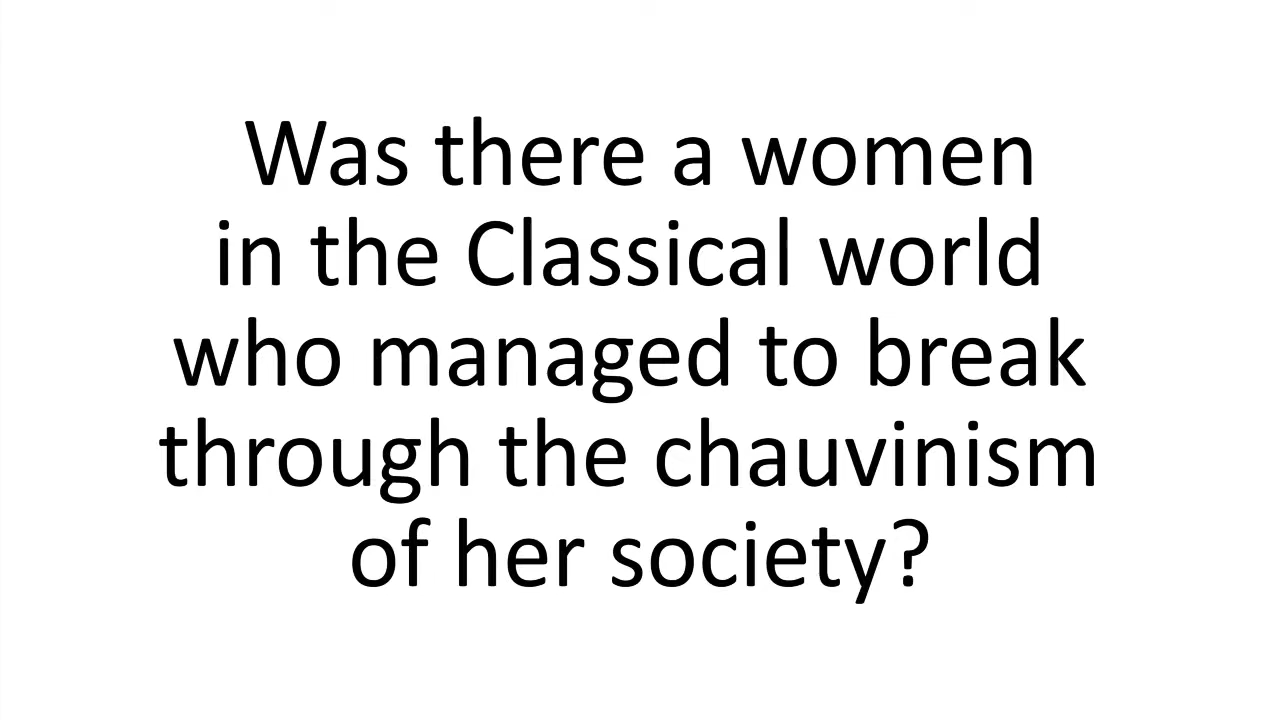 Was there a women
in the Classical world
who managed to break
through the chauvinism
of her society?